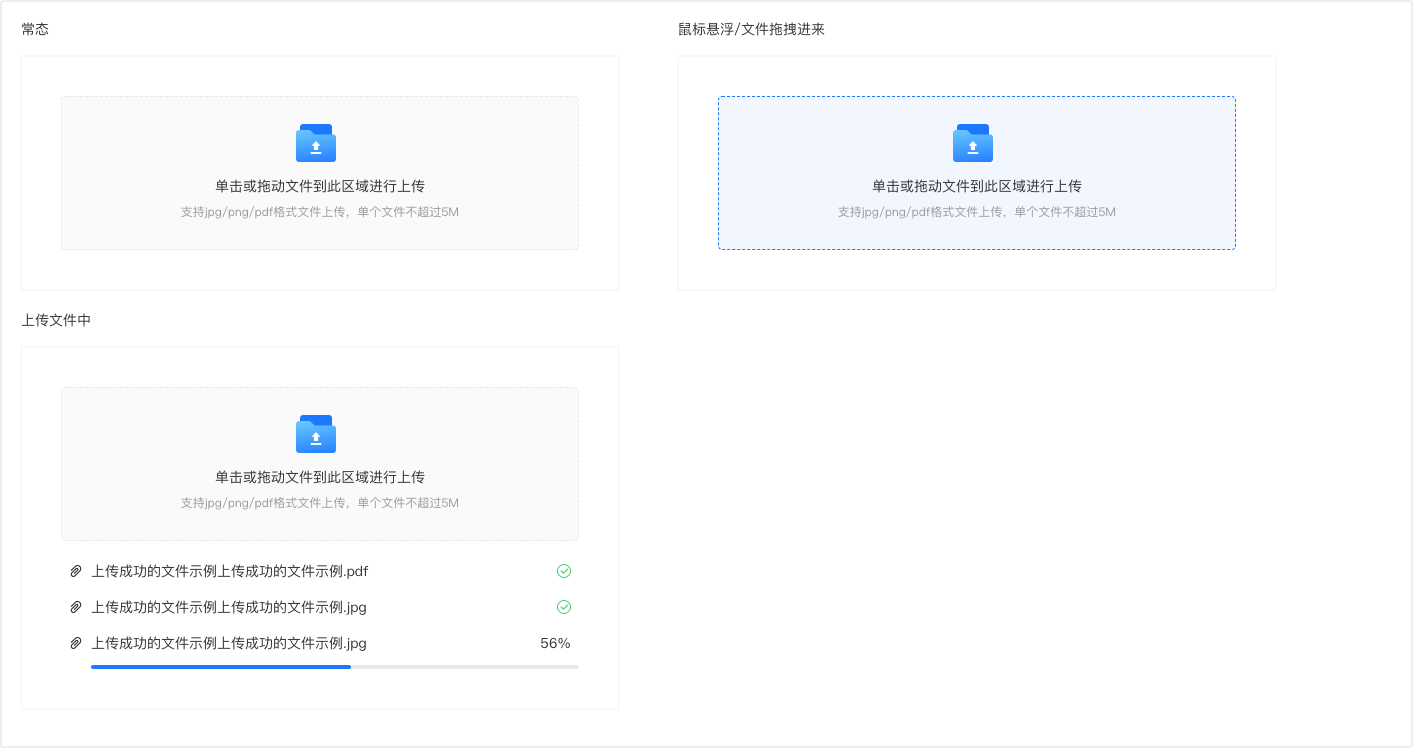 常态
鼠标悬浮/文件拖拽进来
单击或拖动文件到此区域进行上传
支持jpg/png/pdf格式文件上传，单个文件不超过5M
单击或拖动文件到此区域进行上传
支持jpg/png/pdf格式文件上传，单个文件不超过5M
上传文件中
单击或拖动文件到此区域进行上传
支持jpg/png/pdf格式文件上传，单个文件不超过5M
上传成功的文件示例上传成功的文件示例.pdf
上传成功的文件示例上传成功的文件示例.jpg
上传成功的文件示例上传成功的文件示例.jpg 56%